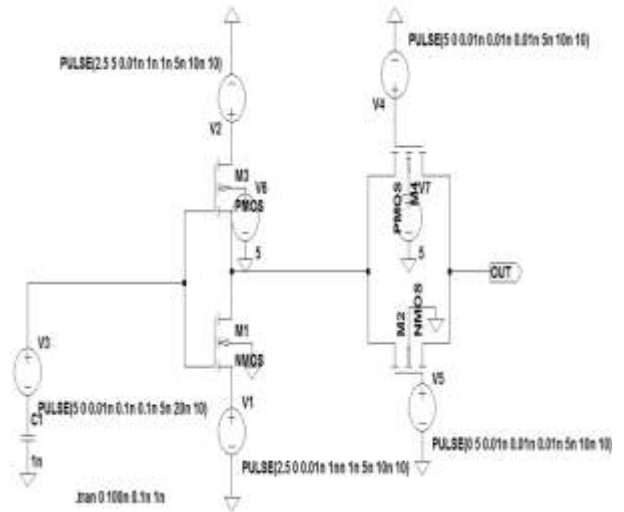 PULSE(2.5 5 0.01n 1n 1n 5n 10n 10)
V2
PULSE(5 0 0.01n 0.01n 0.01n 5n 10n 10)
V4
M3
V6
PMOS
5
PMOS
M4
V7
5
OUT
M1
NMOS
M2
NMOS
V3
PULSE(5 0 0.01n 0.1n 0.1n 5n 20n 10)
C1
1n
V1
PULSE(2.5 0 0.01n 1nn 1n 5n 10n 10)
V5
PULSE(0 5 0.01n 0.01n 0.01n 5n 10n 10)
.tran 0 100n 0.1n 1n